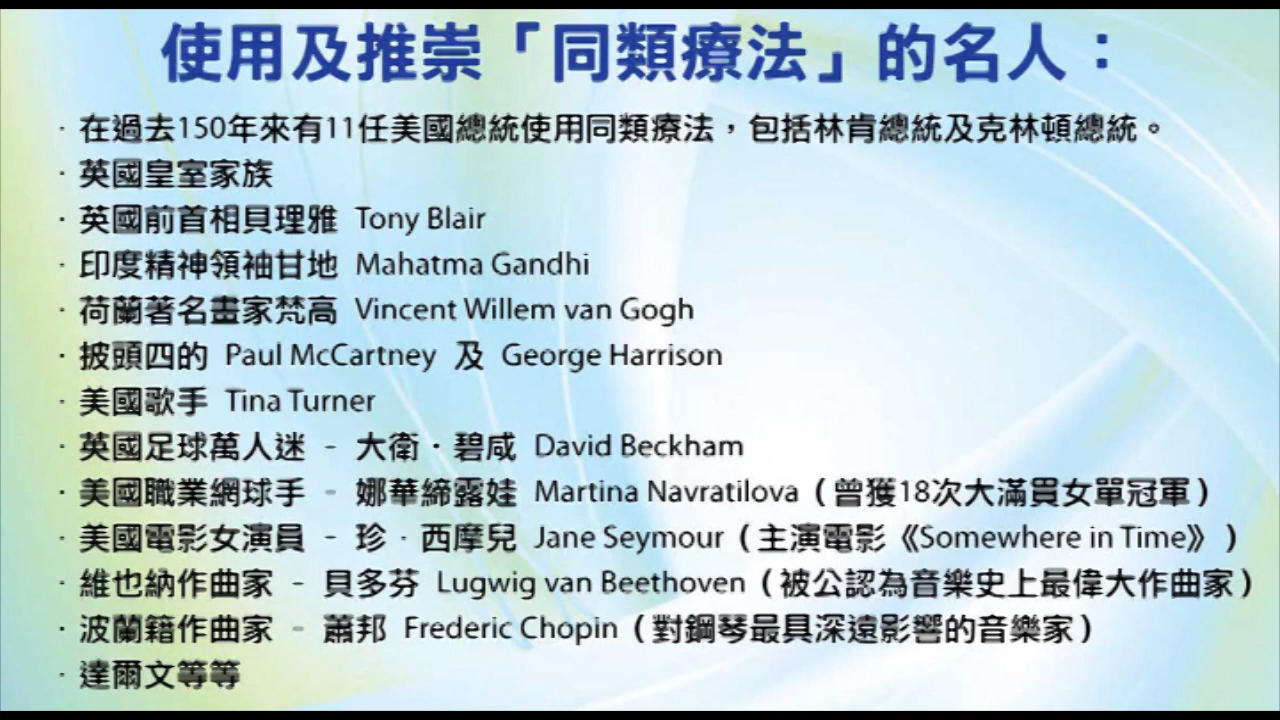 使用及推崇「同類療法」的名人：
· 在過去150年來有11任美國總統使用同類療法，包括林肯總統及克林頓總統。
· 英國皇室家族
· 英國前首相貝理雅 Tony Blair
· 印度精神領袖甘地 Mahatma Gandhi
· 荷蘭著名畫家梵高 Vincent Willem van Gogh
· 披頭四的 Paul McCartney 及 George Harrison
· 美國歌手 Tina Turner
· 英國足球萬人迷 – 大衛·碧咸 David Beckham
· 美國職業網球手 – 娜華締露娃 Martina Navratilova（曾獲18次大滿買女單冠軍）
· 美國電影女演員 – 珍·西摩兒 Jane Seymour（主演電影《Somewhere in Time》）
· 維也納作曲家 – 貝多芬 Lugwig van Beethoven（被公認為音樂史上最偉大作曲家）
· 波蘭籍作曲家 – 蕭邦 Frederic Chopin（對鋼琴最具深遠影響的音樂家）
· 達爾文等等